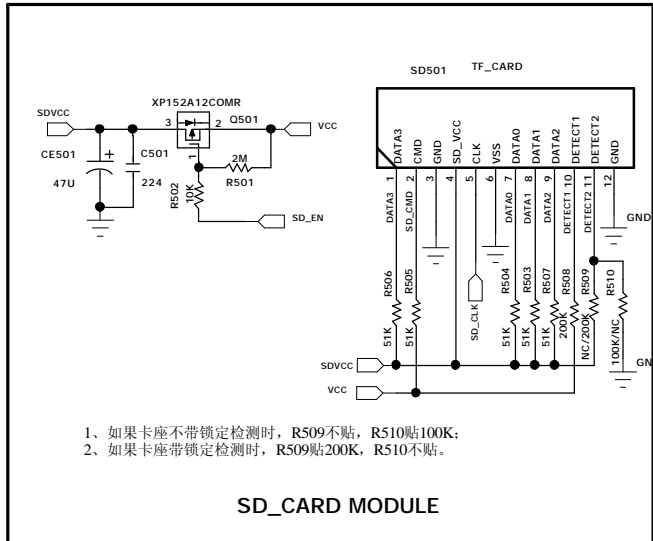 SD501
TF_CARD
XP152A12COMR
SDVCC
3
2
Q501
VCC
1
CE501
47U
C501
224
R502
10K
2M
R501
SD_EN
DATA3
CMD
GND
SD_VCC
CLK
VSS
DATA0
DATA1
DATA2
DETECT1
DETECT2
GND
1
2
3
4
5
6
7
8
9
10
11
12
DATA3
SD_CMD
DATA0
DATA1
DATA2
DETECT1
DETECT2
GND
R506
R505
SD_CLK
R504
R503
R507
R508
R509
R510
51K
51K
51K
51K
51K
200K
NC/200K
100K/NC
SDVCC
VCC
GN
1、如果卡座不带锁定检测时，R509不贴，R510贴100K；
2、如果卡座带锁定检测时，R509贴200K，R510不贴。
SD_CARD MODULE